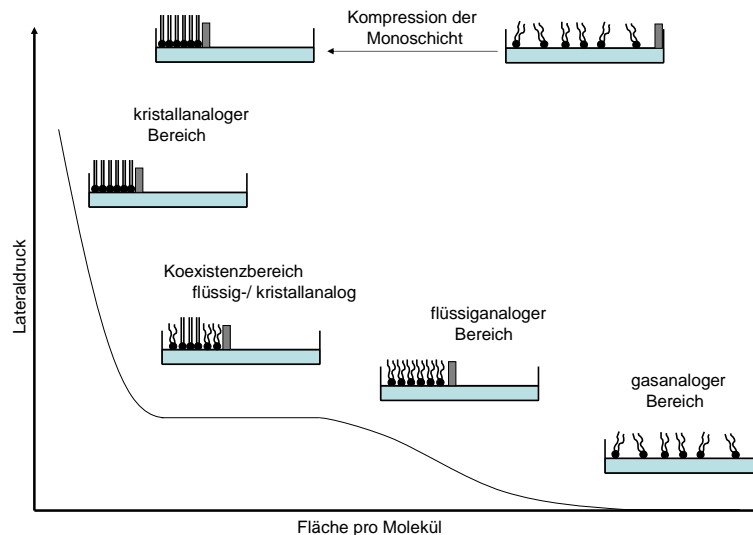 Kompression der
Monoschicht
kristallanaloger
Bereich
Koexistenzbereich
flüssig-/ kristallanalog
flüssiganaloger
Bereich
gasanaloger
Bereich
Lateraldruck
Fläche pro Molekül